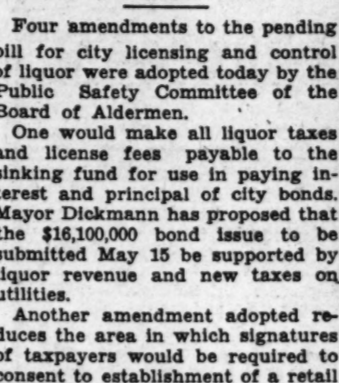 Four amendments to the pending
bill for city licensing and control
of liquor were adopted today by the
Public Safety Committee of the
Board of Aldermen.
One would make all liquor taxes
and license fees payable to the
sinking fund for use in paying in-
terest and principal of city bonds.
Mayor Dickmann has proposed that
the $16,100,000 bond issue to be
submitted May 15 be supported by
liquor revenue and new taxes on
utilities.
Another amendment adopted re-
duces the area in which signatures
of taxpayers would be required to
consent to establishment of a retail